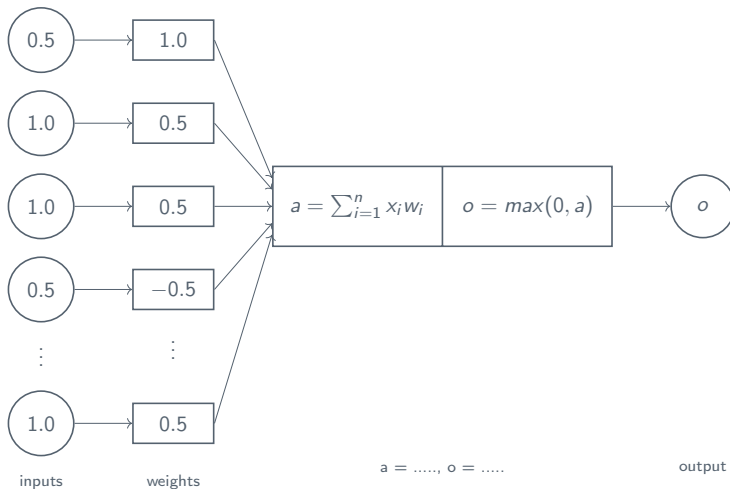 0.5 1.0
1.0 0.5
1.0 0.5 a = ∑ⁿᵢ₌₁ xᵢwᵢ o = max(0, a) o
0.5 −0.5
⋮ ⋮
1.0 0.5
a = ....., o = .....
inputs weights output